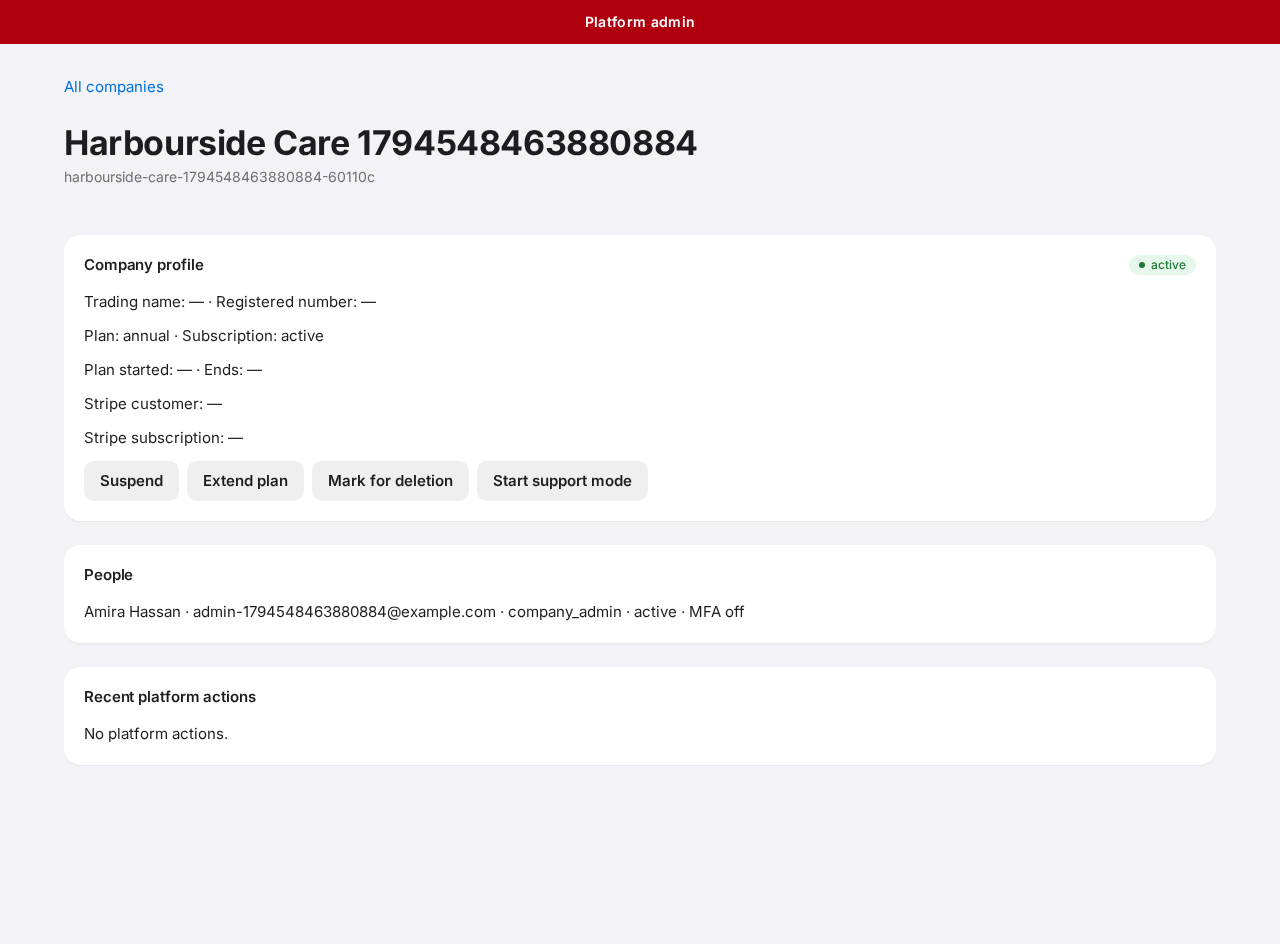 Platform admin
All companies
Harbourside Care 1794548463880884
harbourside-care-1794548463880884-60110c
Company profile
active
Trading name: — · Registered number: —
Plan: annual · Subscription: active
Plan started: — · Ends: —
Stripe customer: —
Stripe subscription: —
Suspend Extend plan Mark for deletion Start support mode
People
Amira Hassan · admin-1794548463880884@example.com · company_admin · active · MFA off
Recent platform actions
No platform actions.